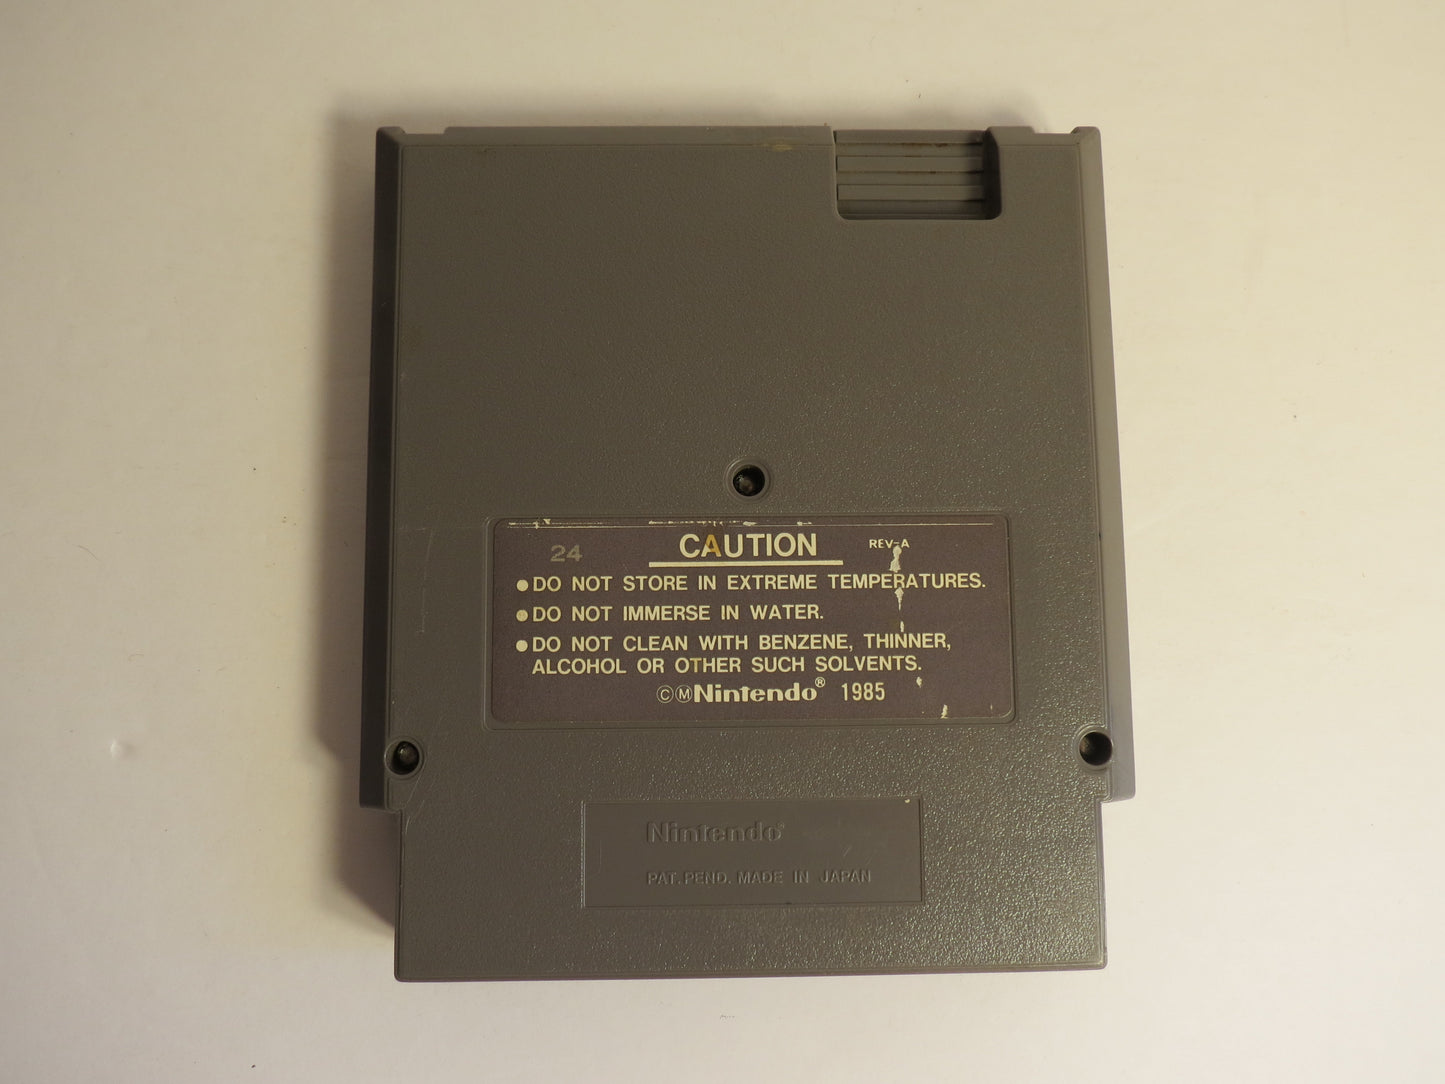 24 CAUTION REV-A
●DO NOT STORE IN EXTREME TEMPERATURES.
●DO NOT IMMERSE IN WATER.
●DO NOT CLEAN WITH BENZENE, THINNER,
ALCOHOL OR OTHER SUCH SOLVENTS.
ⒸⓂNintendo® 1985
Nintendo®
PAT. PEND. MADE IN JAPAN